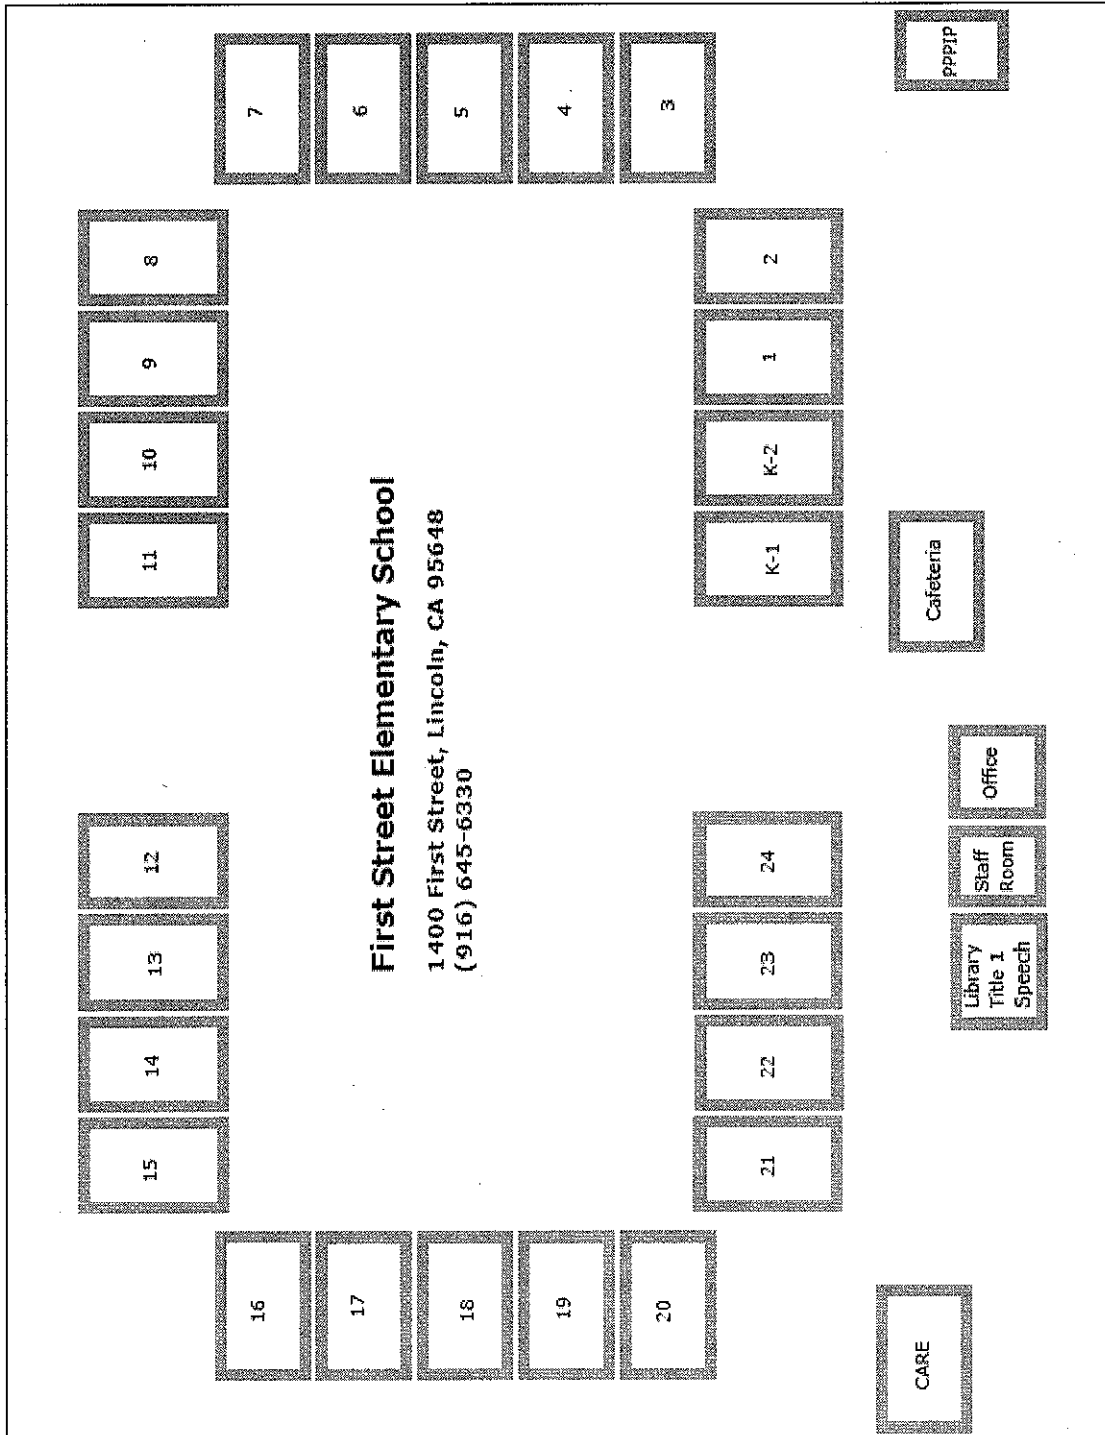 15
14
13
12
11
10
9
8
16
7
17
6
18
5
19
4
20
3
First Street Elementary School
1400 First Street, Lincoln, CA 95648
(916) 645-6330
21
22
23
24
K-1
K-2
1
2
CARE
Library
Title 1
Speech
Staff
Room
Office
Cafeteria
PPPIP